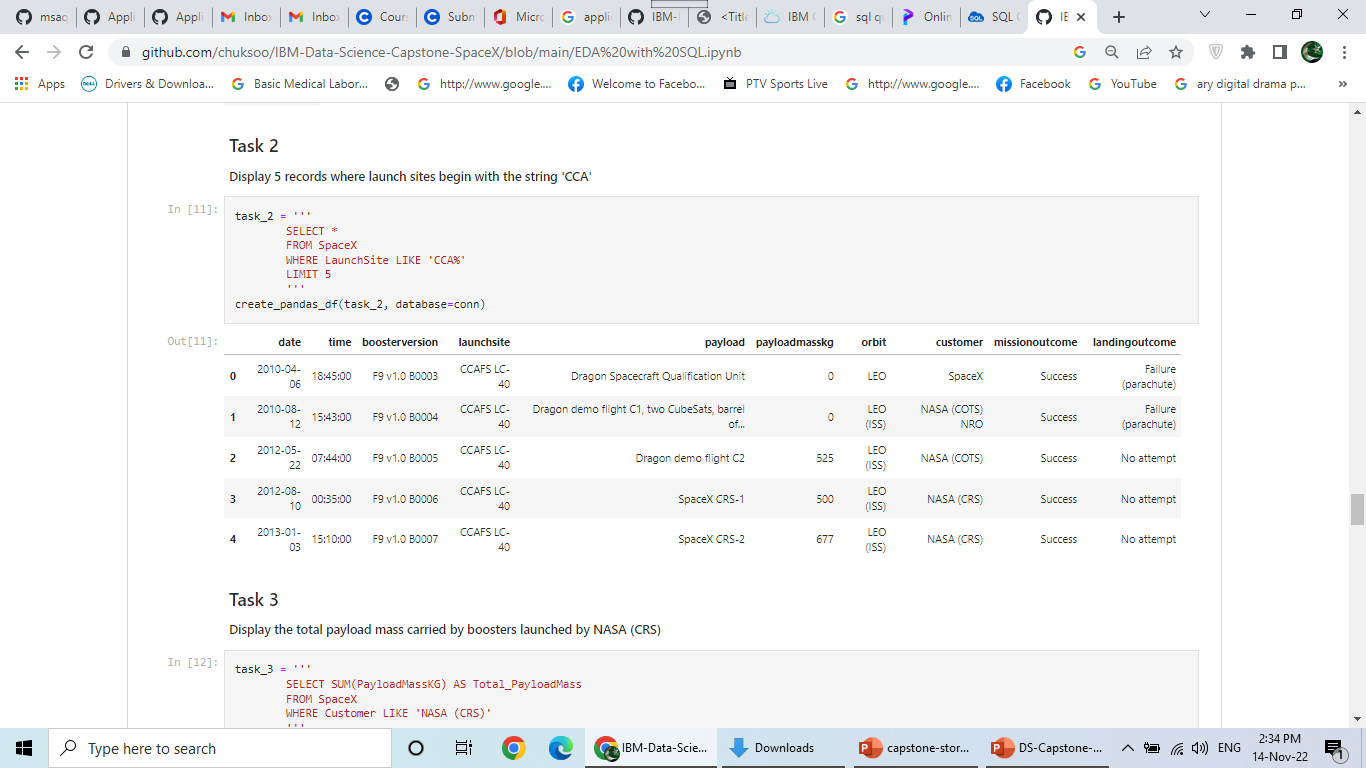 msaq
Appli
Appli
Inbox
Inbox
Cours
Subm
Micro
applic
IBM-D
<Title
IBM C
sql qu
Onlin
SQL C
IB
github.com/chuksoo/IBM-Data-Science-Capstone-SpaceX/blob/main/EDA%20with%20SQL.ipynb
Apps Drivers & Downloa... Basic Medical Labor... http://www.google.... Welcome to Facebo... PTV Sports Live http://www.google.... Facebook YouTube ary digital drama p... »
Task 2
Display 5 records where launch sites begin with the string 'CCA'
In [11]:
task_2 = '''
SELECT *
FROM SpaceX
WHERE LaunchSite LIKE 'CCA%'
LIMIT 5
'''
create_pandas_df(task_2, database=conn)
Out[11]:
date time boosterversion launchsite payload payloadmasskg orbit customer missionoutcome landingoutcome
0 2010-04-06 18:45:00 F9 v1.0 B0003 CCAFS LC-40 Dragon Spacecraft Qualification Unit 0 LEO SpaceX Success Failure (parachute)
1 2010-08-12 15:43:00 F9 v1.0 B0004 CCAFS LC-40 Dragon demo flight C1, two CubeSats, barrel of... 0 LEO (ISS) NASA (COTS) NRO Success Failure (parachute)
2 2012-05-22 07:44:00 F9 v1.0 B0005 CCAFS LC-40 Dragon demo flight C2 525 LEO (ISS) NASA (COTS) Success No attempt
3 2012-08-10 00:35:00 F9 v1.0 B0006 CCAFS LC-40 SpaceX CRS-1 500 LEO (ISS) NASA (CRS) Success No attempt
4 2013-01-03 15:10:00 F9 v1.0 B0007 CCAFS LC-40 SpaceX CRS-2 677 LEO (ISS) NASA (CRS) Success No attempt
Task 3
Display the total payload mass carried by boosters launched by NASA (CRS)
In [12]:
task_3 = '''
SELECT SUM(PayloadMassKG) AS Total_PayloadMass
FROM SpaceX
WHERE Customer LIKE 'NASA (CRS)'
'''
Type here to search
IBM-Data-Scie...
Downloads
capstone-stor...
DS-Capstone-...
ENG
2:34 PM
14-Nov-22
1